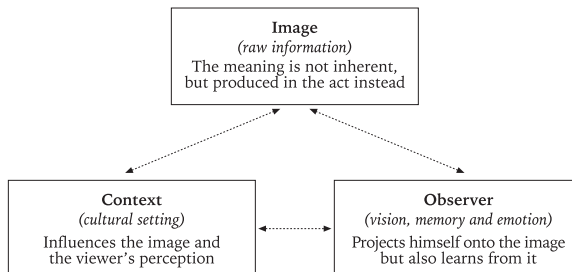 Image
(raw information)
The meaning is not inherent,
but produced in the act instead
Context
(cultural setting)
Influences the image and
the viewer's perception
Observer
(vision, memory and emotion)
Projects himself onto the image
but also learns from it